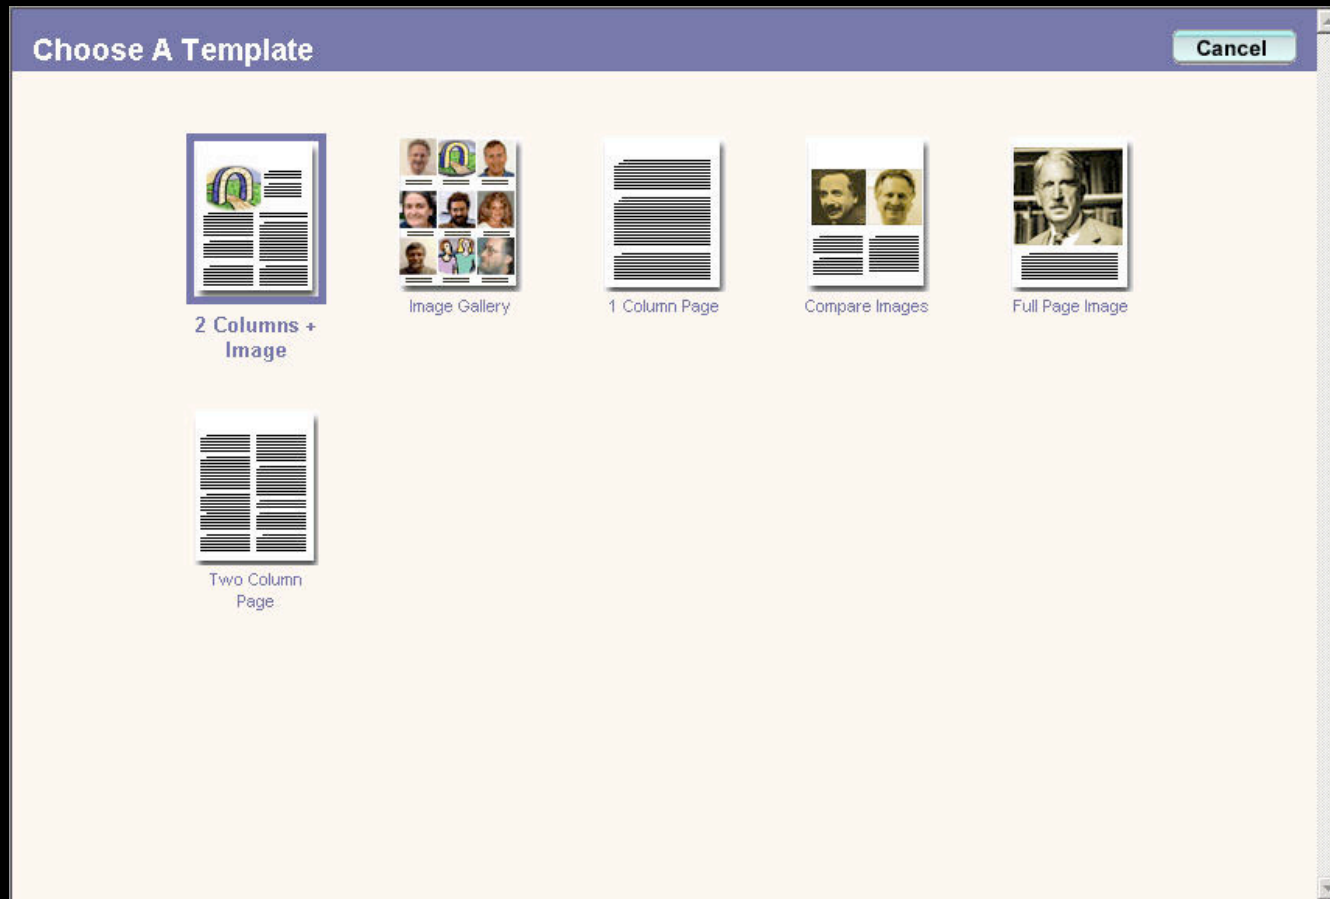 Choose A Template
Cancel
2 Columns +
Image
Image Gallery
1 Column Page
Compare Images
Full Page Image
Two Column
Page